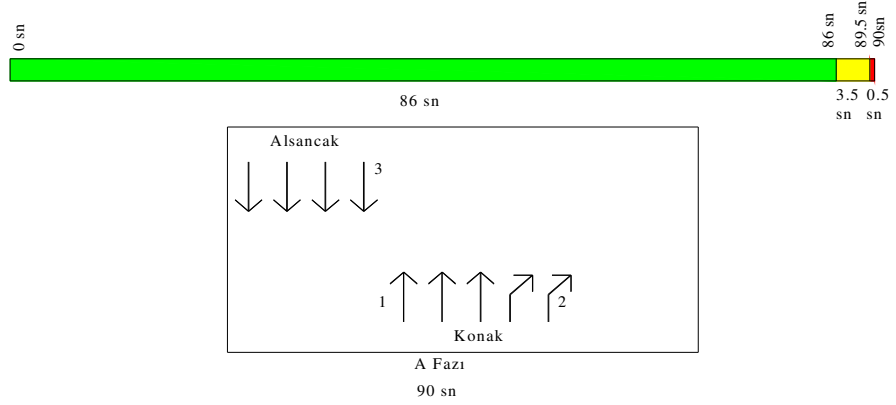 0 sn
86 sn
89.5 sn
90sn
86 sn
3.5 sn
0.5 sn
Alsancak
3
1
2
Konak
A Fazı
90 sn